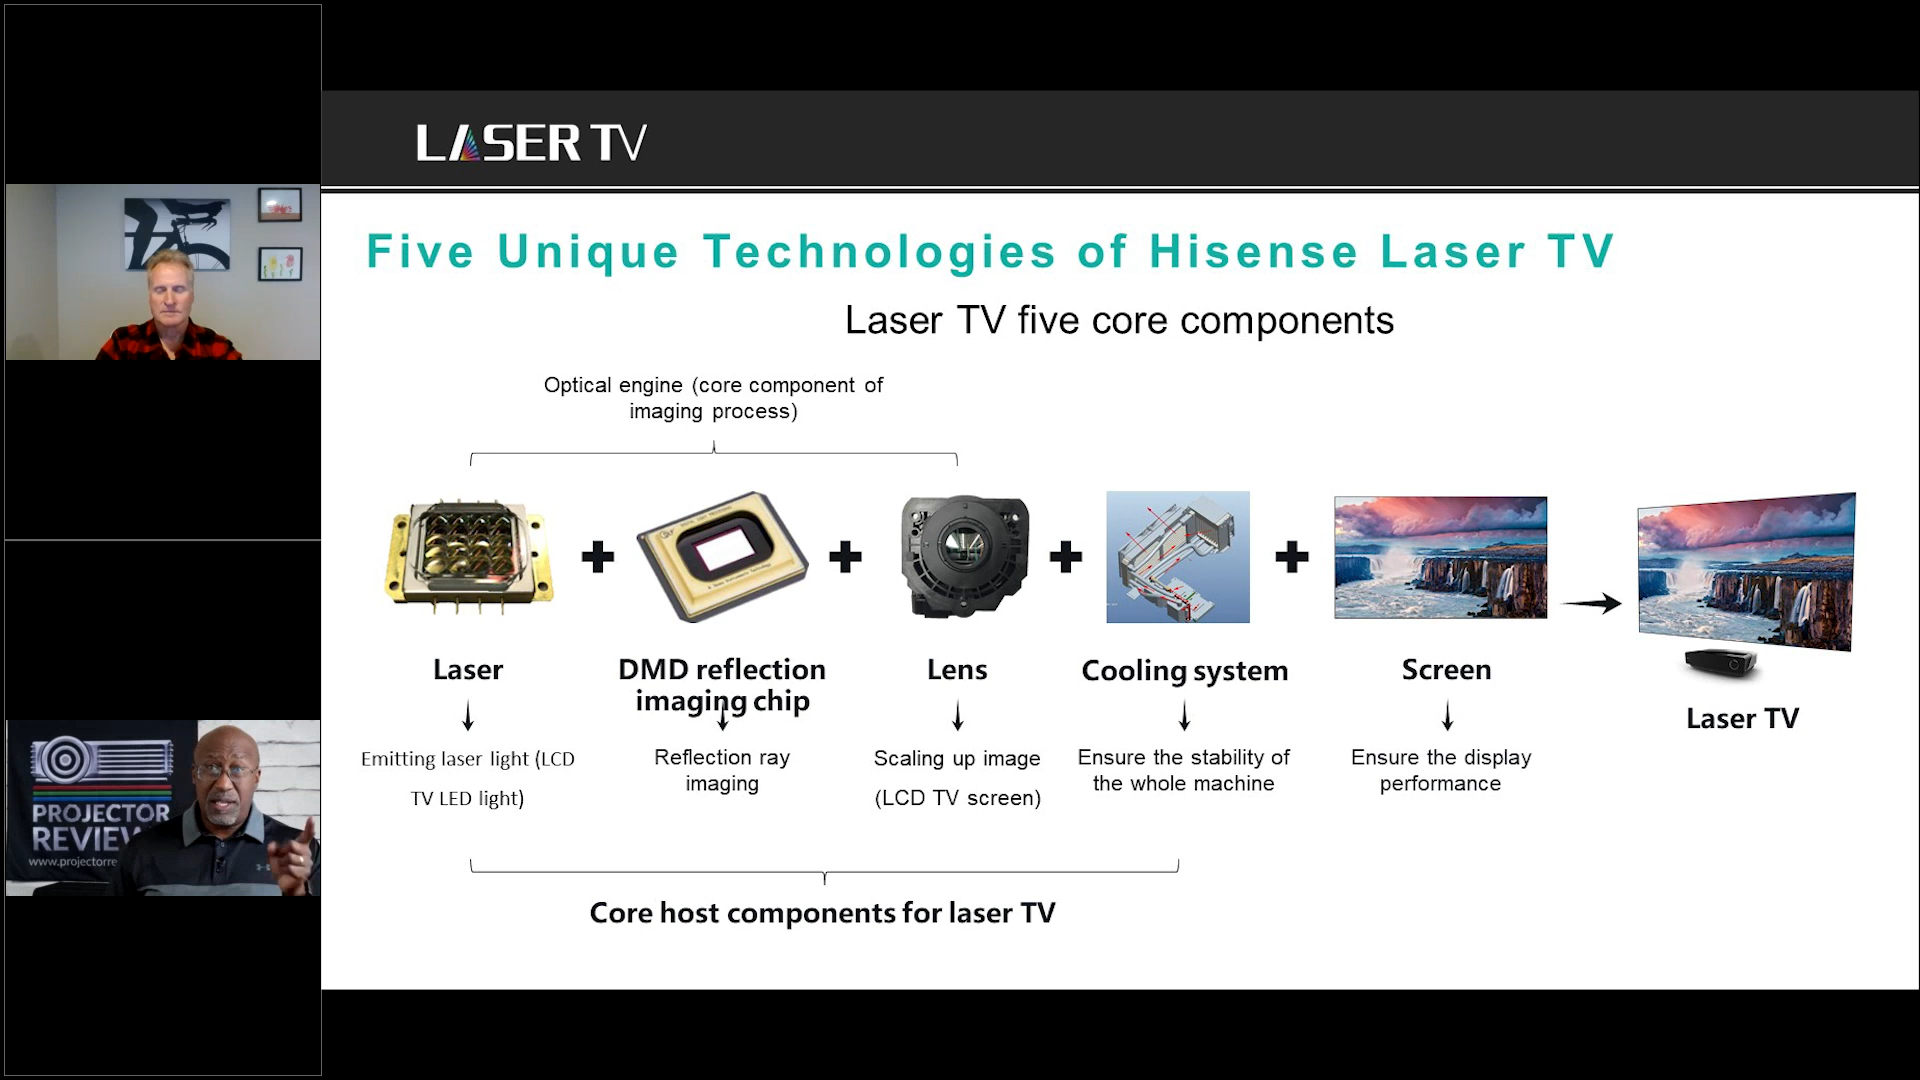 LASER TV
Five Unique Technologies of Hisense Laser TV
Laser TV five core components
Optical engine (core component of
imaging process)
Laser
DMD reflection
imaging chip
Lens
Cooling system
Screen
Laser TV
Emitting laser light (LCD
TV LED light)
Reflection ray
imaging
Scaling up image
(LCD TV screen)
Ensure the stability of
the whole machine
Ensure the display
performance
Core host components for laser TV
PROJECTOR
REVIEW
www.projectorre